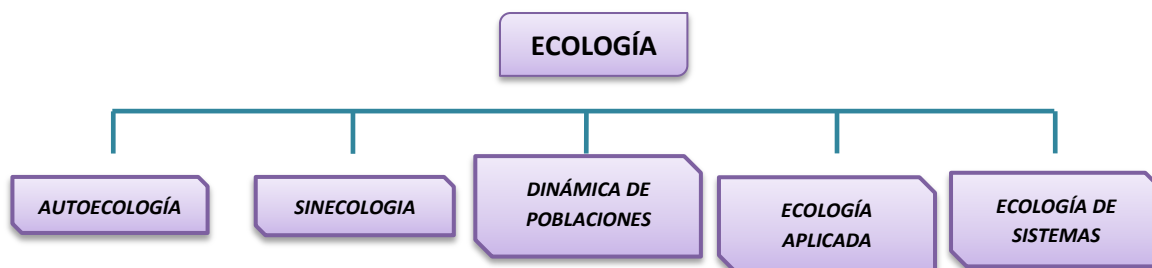 ECOLOGÍA
AUTOECOLOGÍA
SINECOLOGIA
DINÁMICA DE
POBLACIONES
ECOLOGÍA
APLICADA
ECOLOGÍA DE
SISTEMAS